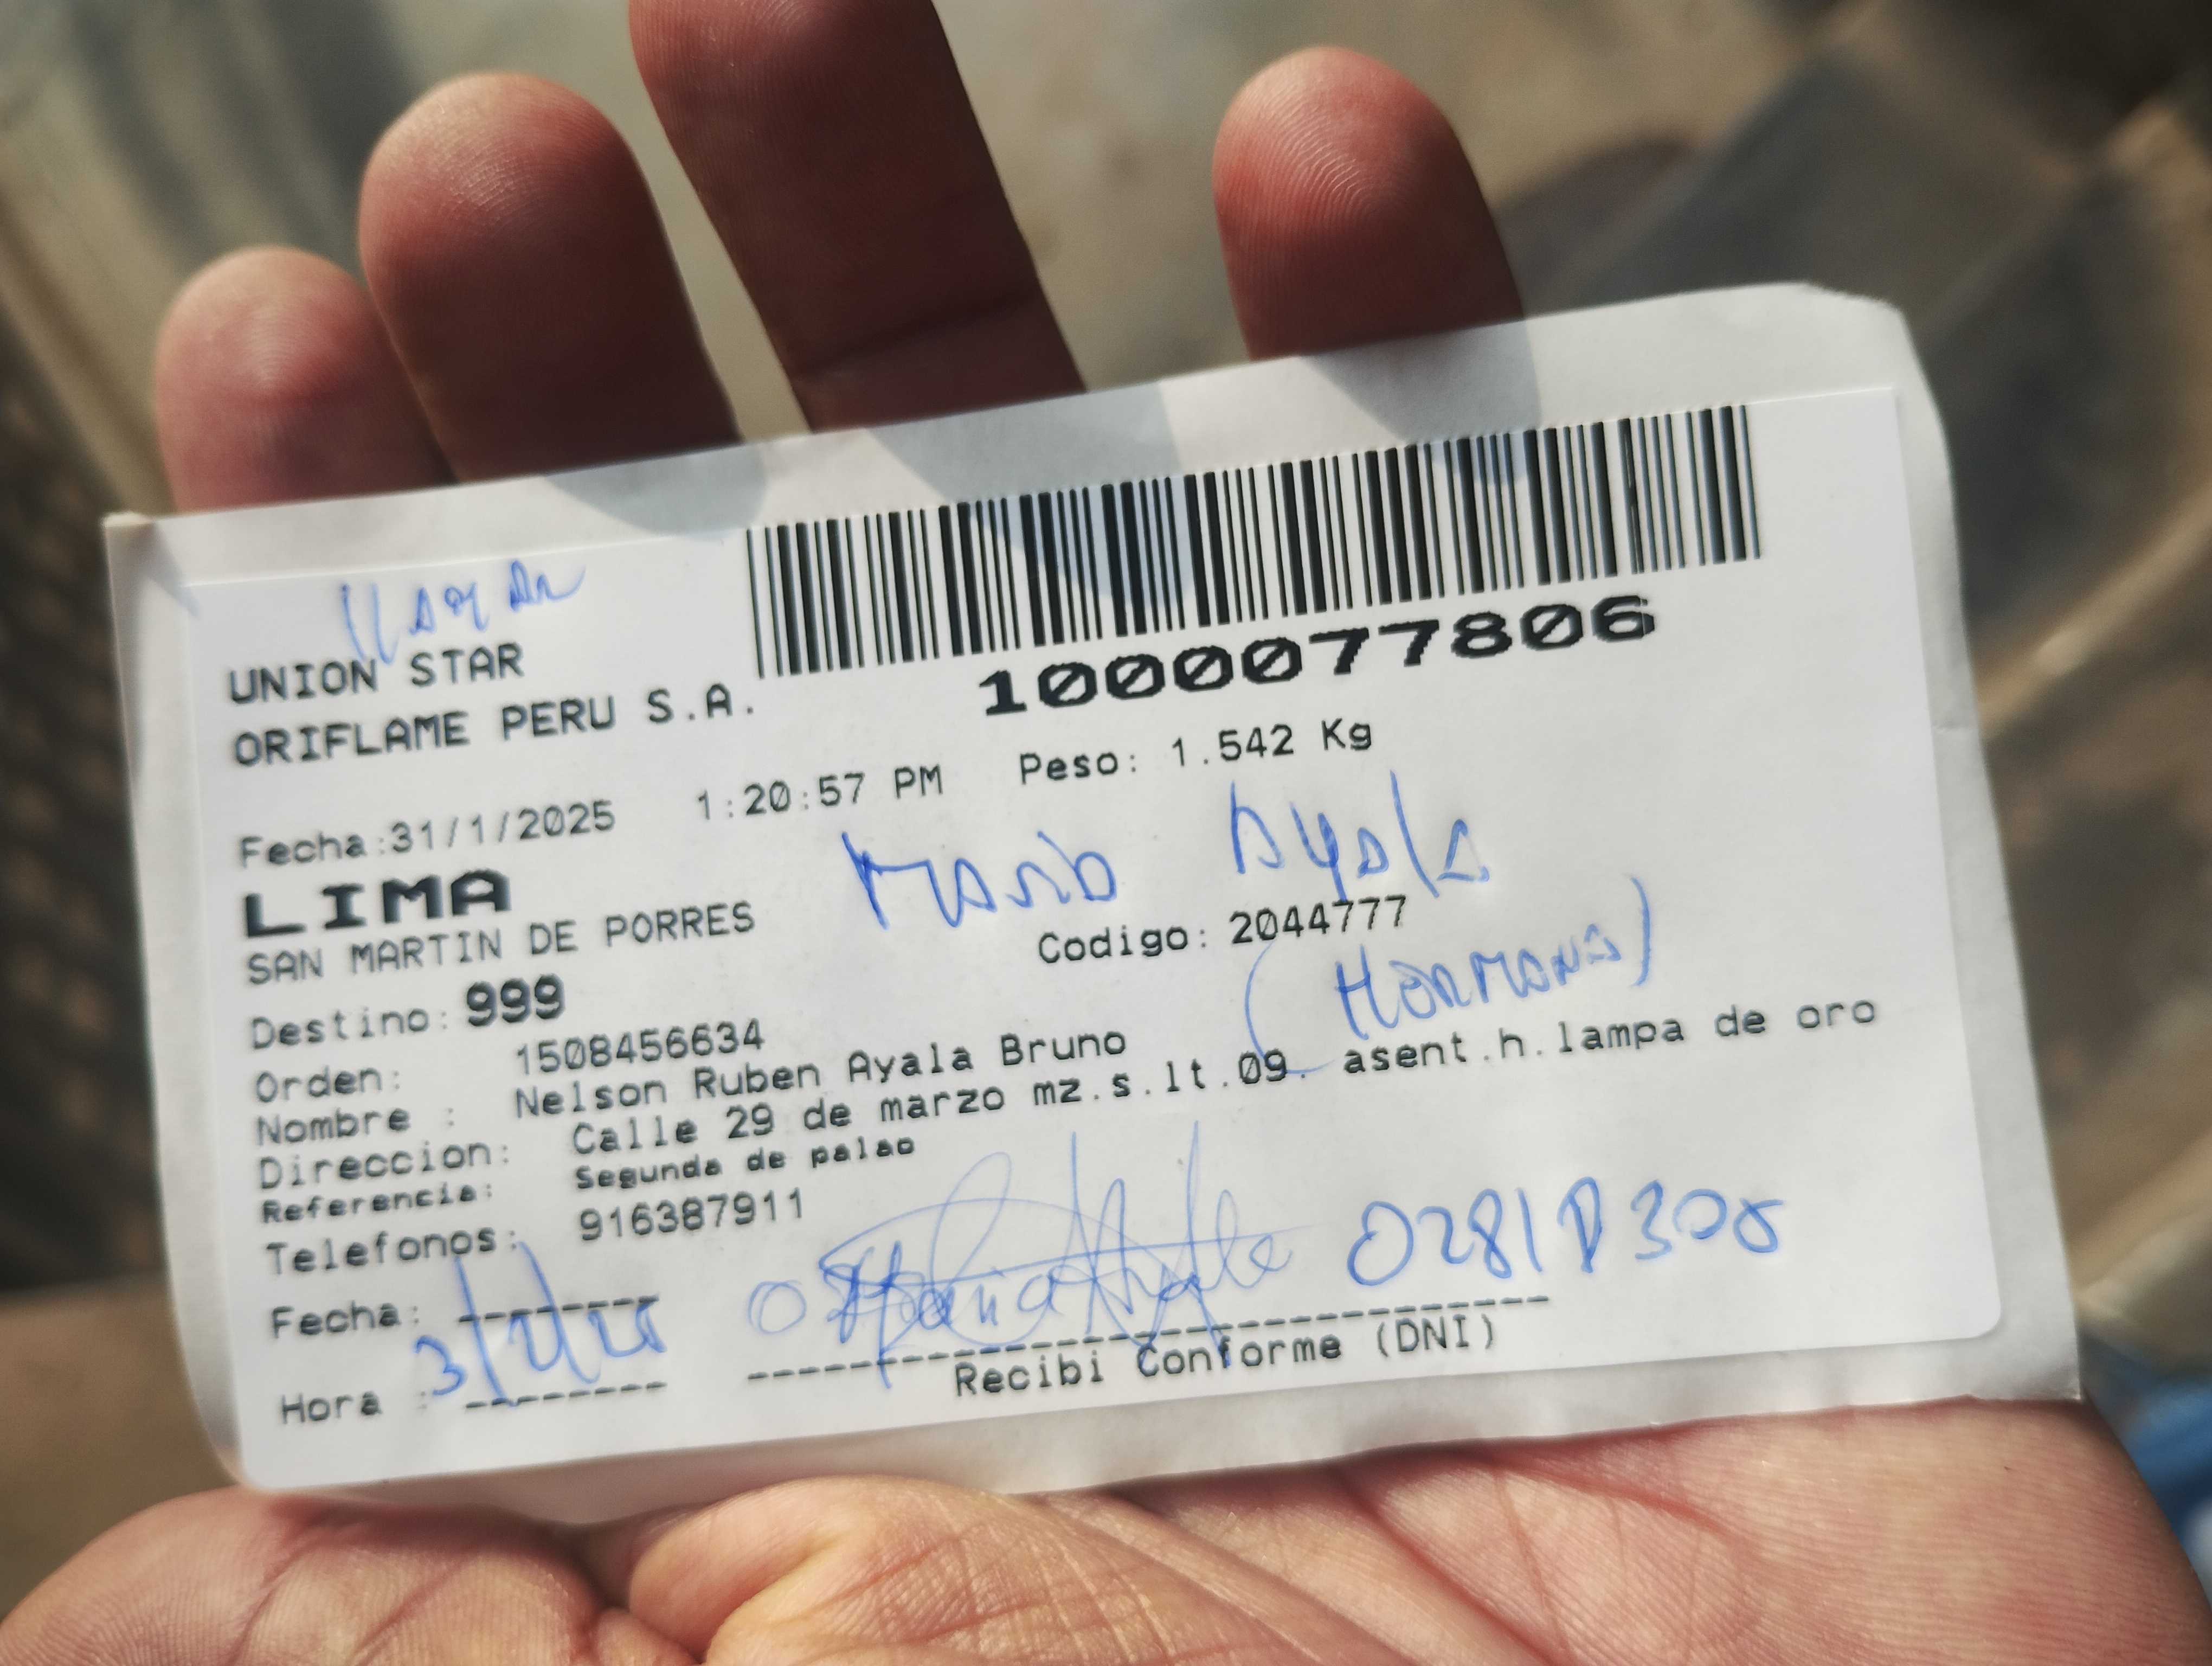 UNION STAR
ORIFLAME PERU S.A.
1000077806
Fecha:31/1/2025 1:20:57 PM Peso: 1.542 Kg
LIMA
Ayala
SAN MARTIN DE PORRES
Codigo: 2044777
Destino: 999
(Hermana)
Orden: 1508456634
Nombre : Nelson Ruben Ayala Bruno
Direccion: Calle 29 de marzo mz.s.lt.09. asent.h.lampa de oro
Referencia: Segunda de palao
Telefonos: 916387911
Fecha:
Hora :
Recibi Conforme (DNI)